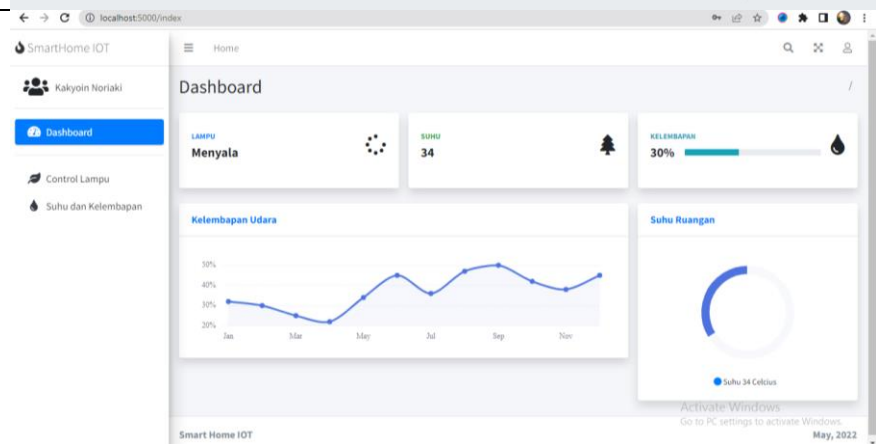 localhost:5000/index
SmartHome IOT
Home
Kakyoin Noriaki
Dashboard
/
Dashboard
Control Lampu
Suhu dan Kelembapan
LAMPU
Menyala
SUHU
34
KELEMBAPAN
30%
Kelembapan Udara
50%
40%
30%
20%
Jan Mar May Jul Sep Nov
Suhu Ruangan
Suhu 34 Celcius
Activate Windows
Go to PC settings to activate Windows.
Smart Home IOT
May, 2022